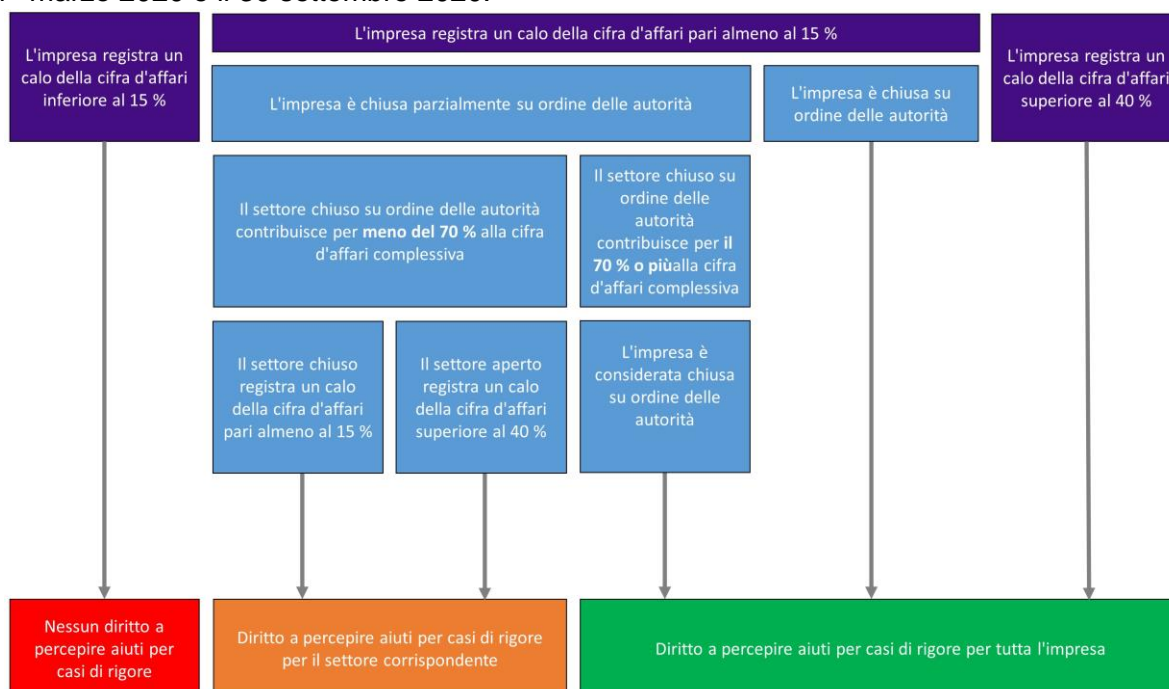 L'impresa registra un
calo della cifra d'affari
inferiore al 15 %
L'impresa registra un calo della cifra d'affari pari almeno al 15 %
L'impresa registra un
calo della cifra d'affari
superiore al 40 %
L'impresa è chiusa parzialmente su ordine delle autorità
L'impresa è chiusa su
ordine delle autorità
Il settore chiuso su ordine delle autorità
contribuisce per meno del 70 % alla cifra
d'affari complessiva
Il settore chiuso su
ordine delle
autorità
contribuisce per il
70 % o piùalla cifra
d'affari complessiva
Il settore chiuso
registra un calo
della cifra d'affari
pari almeno al 15 %
Il settore aperto
registra un calo
della cifra d'affari
superiore al 40 %
L'impresa è
considerata chiusa
su ordine delle
autorità
Nessun diritto a
percepire aiuti per
casi di rigore
Diritto a percepire aiuti per casi di rigore
per il settore corrispondente
Diritto a percepire aiuti per casi di rigore per tutta l'impresa